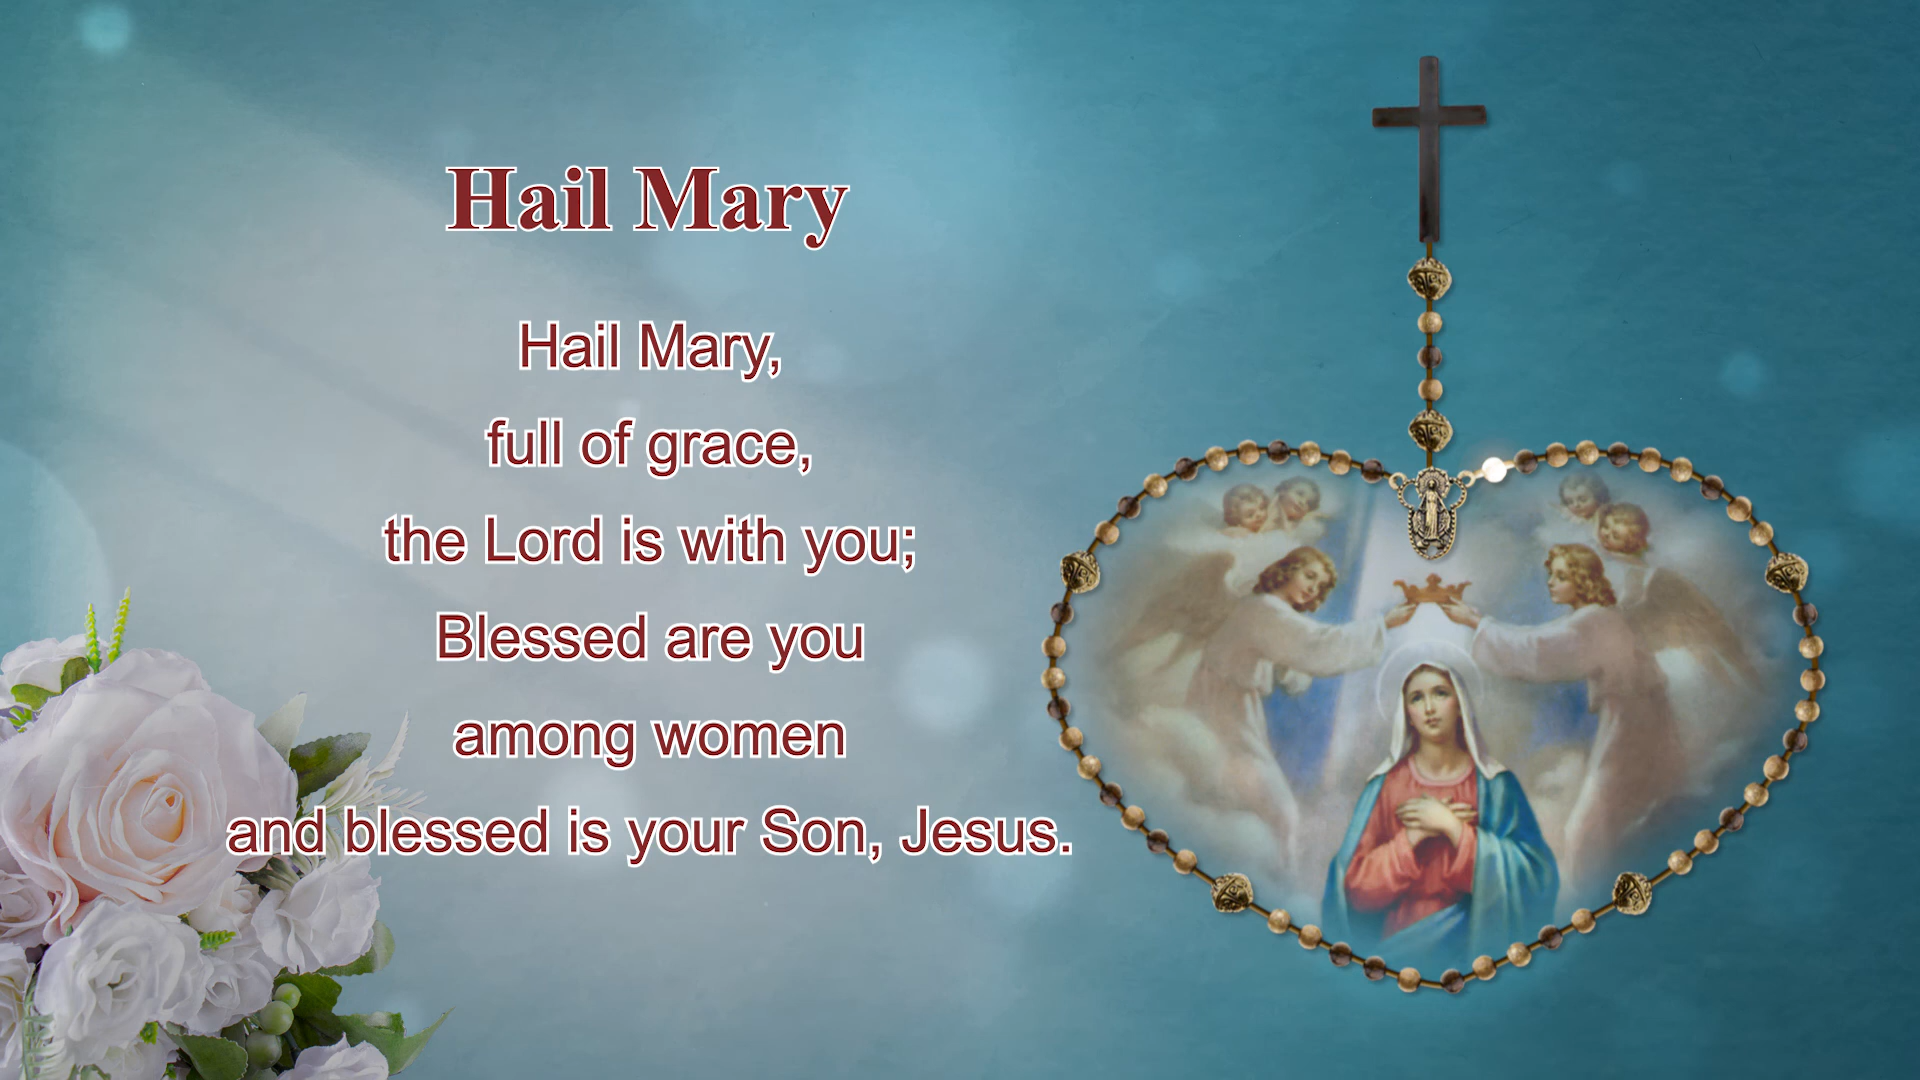 Hail Mary
Hail Mary,
full of grace,
the Lord is with you;
Blessed are you
among women
and blessed is your Son, Jesus.